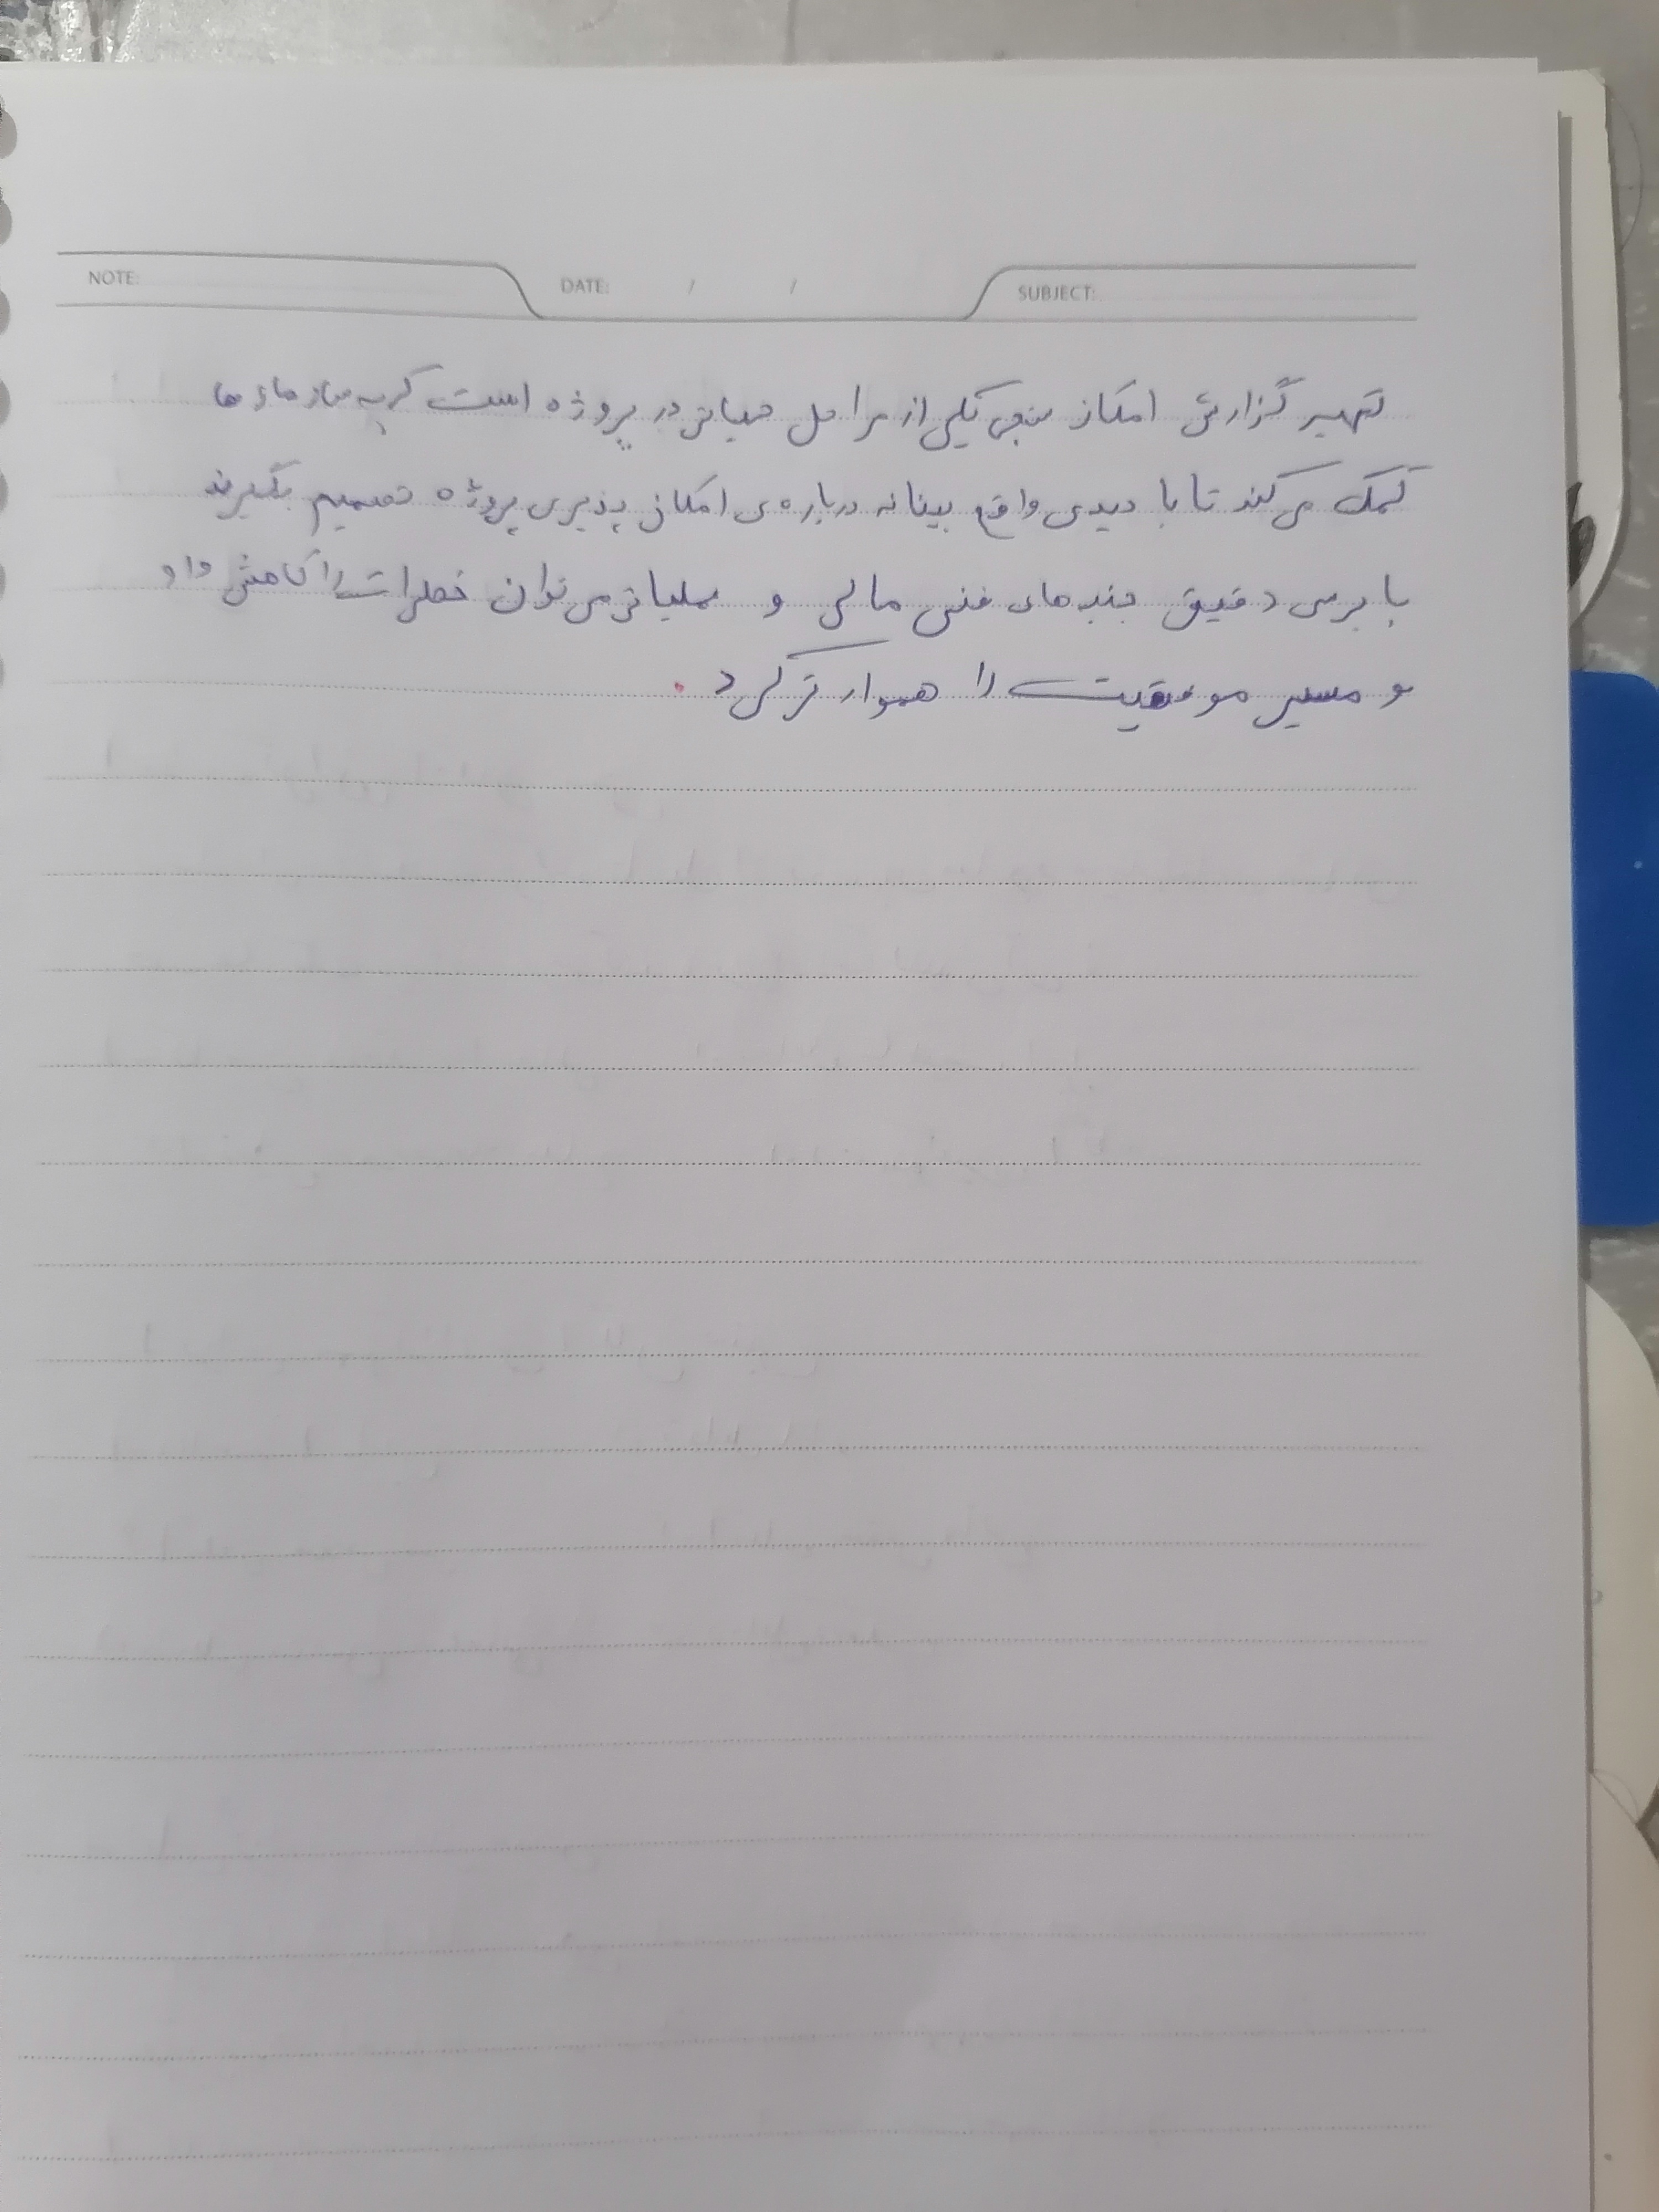 NOTE: DATE: / / SUBJECT:
تهیه گزارش امکان سنجی یکی از مراحل حیاتی در پروژه است که به سازمان ها
کمک می کند تا با دیدی واقع بینانه درباره ی امکان پذیری پروژه تصمیم بگیرند
با بررسی دقیق جنبه های فنی مالی و عملیاتی می توان خطرات را کاهش داد
و مسیر موفقیت را هموار تر کرد.